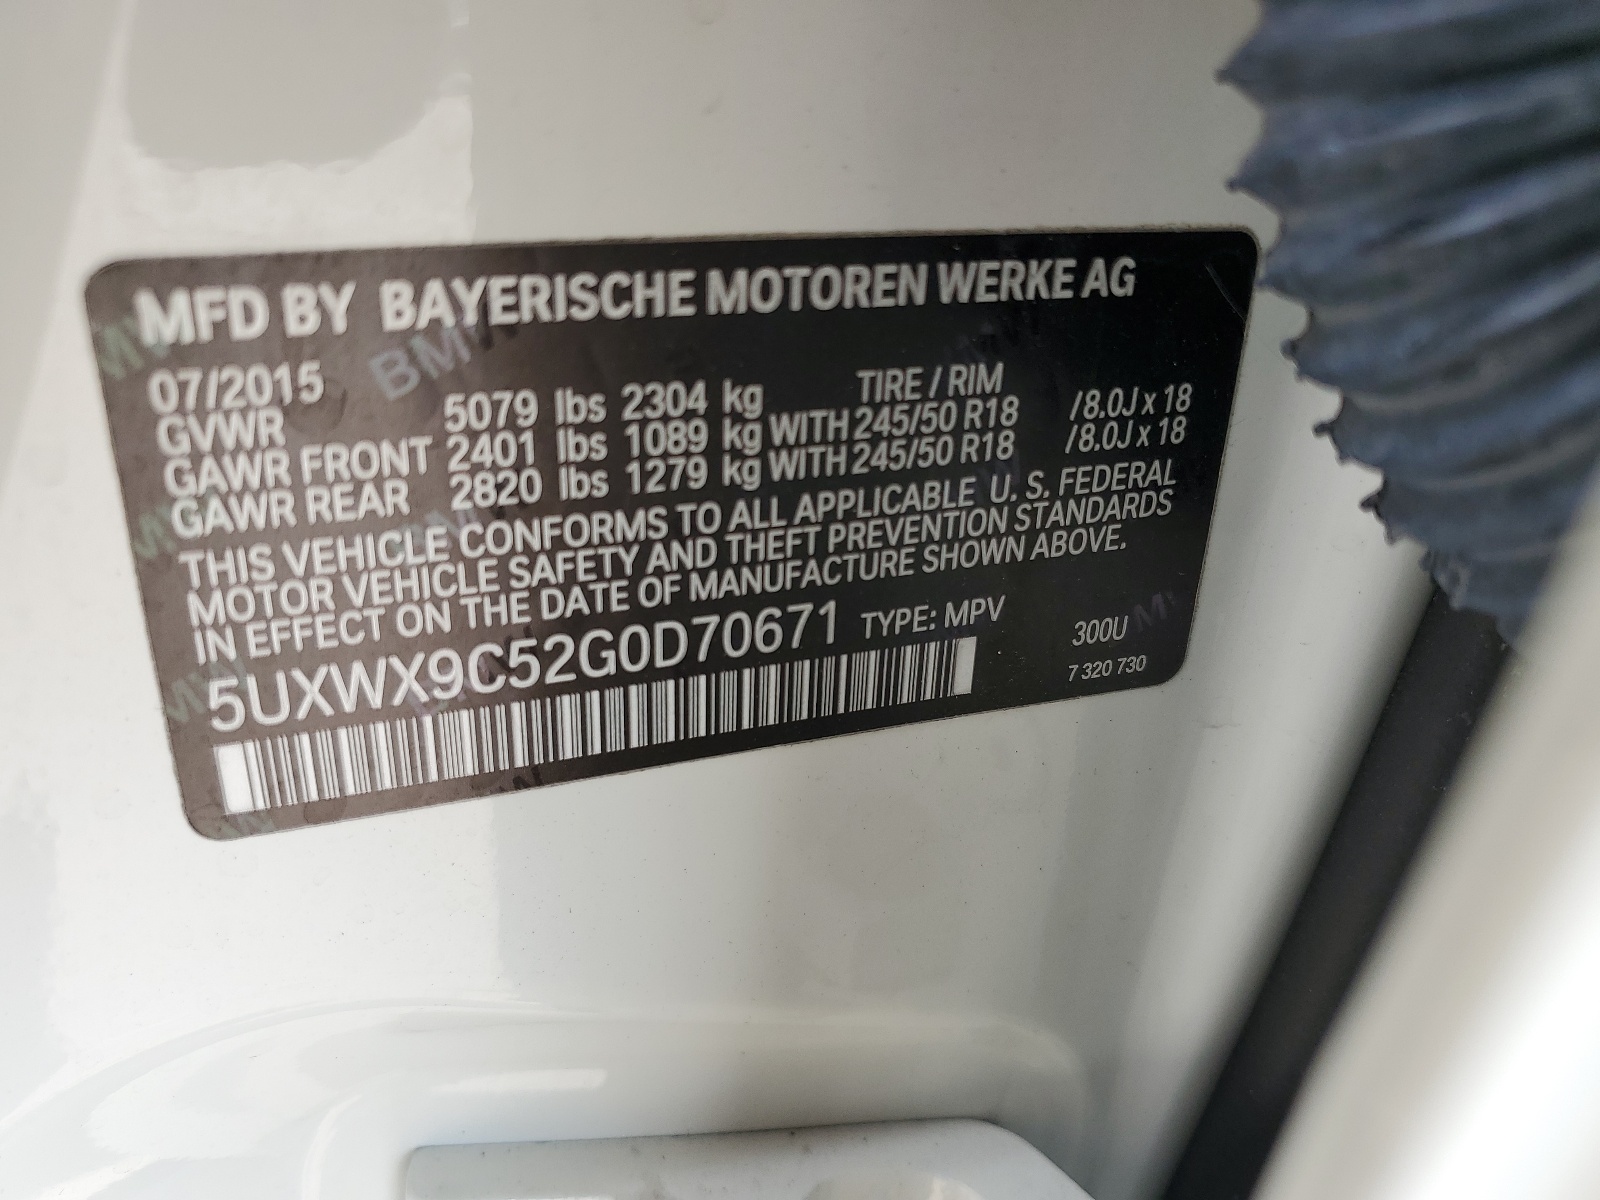 MFD BY BAYERISCHE MOTOREN WERKE AG
07/2015 TIRE / RIM
GVWR 5079 lbs 2304 kg
GAWR FRONT 2401 lbs 1089 kg WITH 245/50 R18 /8.0J x 18
GAWR REAR 2820 lbs 1279 kg WITH 245/50 R18 /8.0J x 18
THIS VEHICLE CONFORMS TO ALL APPLICABLE U. S. FEDERAL
MOTOR VEHICLE SAFETY AND THEFT PREVENTION STANDARDS
IN EFFECT ON THE DATE OF MANUFACTURE SHOWN ABOVE.
5UXWX9C52G0D70671 TYPE: MPV
300U
7 320 730
BMW